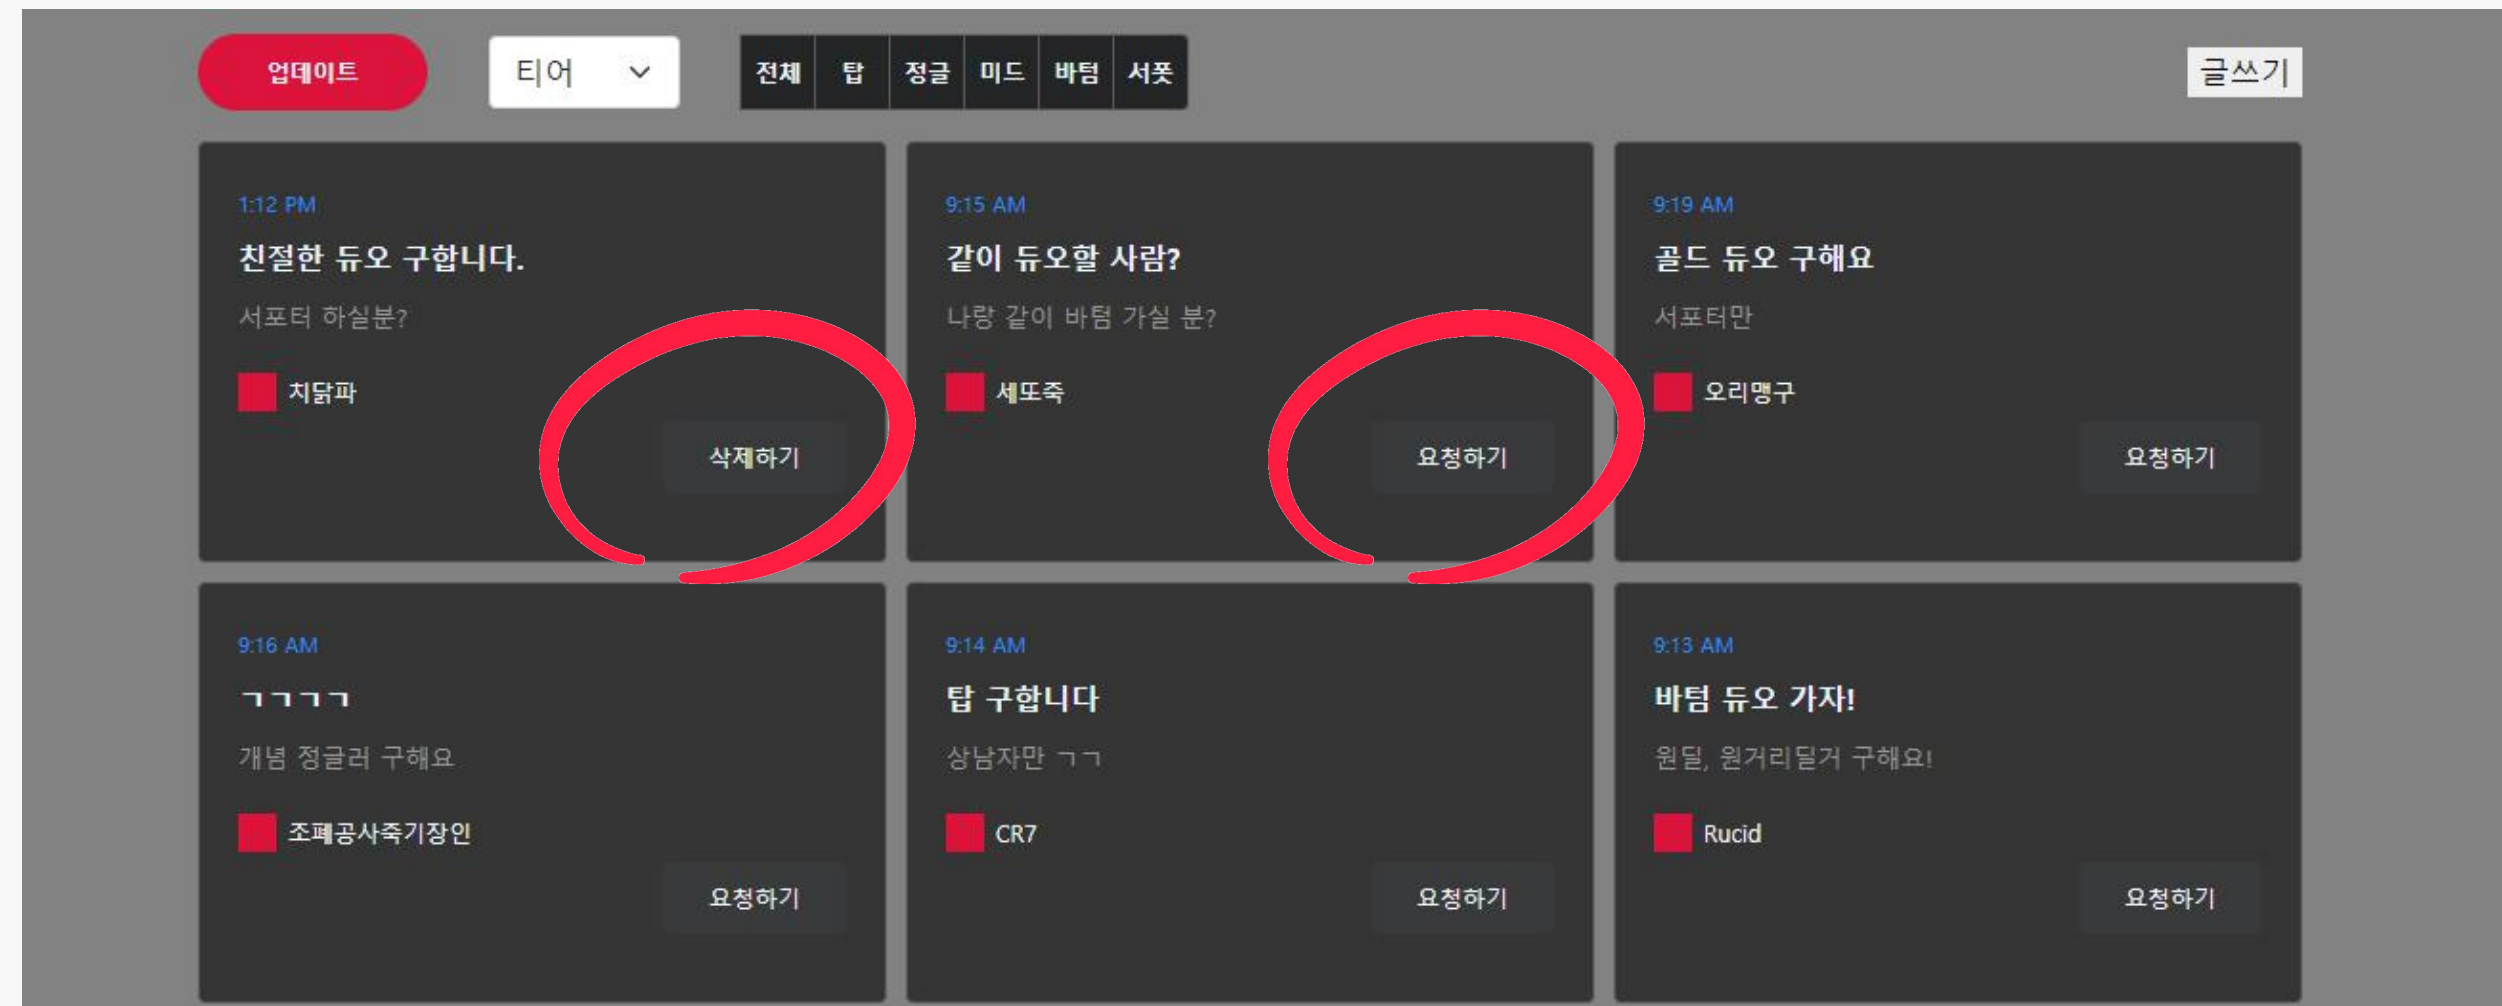 업데이트
티어
전체 탑 정글 미드 바텀 서폿
글쓰기
1:12 PM
친절한 듀오 구합니다.
서포터 하실분?
치닭파
삭제하기
9:15 AM
같이 듀오할 사람?
나랑 같이 바텀 가실 분?
세또죽
요청하기
9:19 AM
골드 듀오 구해요
서포터만
오리맹구
요청하기
9:16 AM
ㄱㄱㄱㄱ
개념 정글러 구해요
조폐공사죽기장인
요청하기
9:14 AM
탑 구합니다
상남자만 ㄱㄱ
CR7
요청하기
9:13 AM
바텀 듀오 가자!
원딜, 원거리딜거 구해요!
Rucid
요청하기